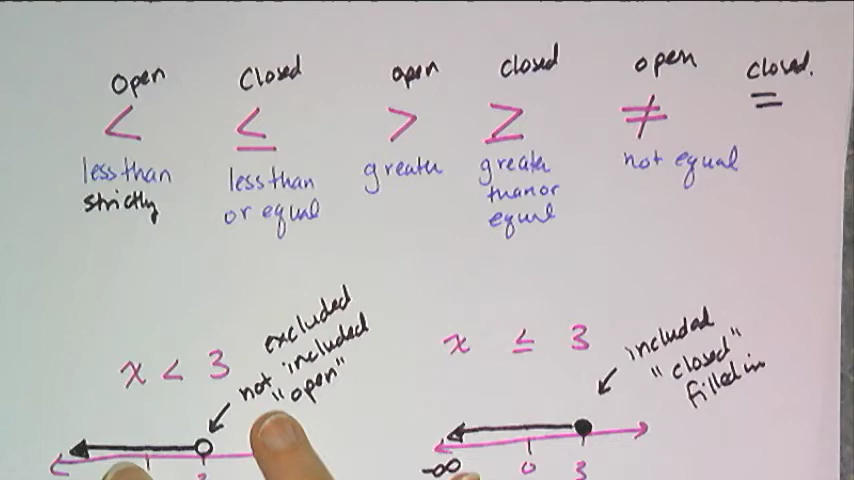 open closed open closed open closed.
< ≤ > ≥ ≠ =
less than
strictly
less than
or equal
greater
greater
than or
equal
not equal
x < 3
excluded
not included
"open"
x ≤ 3
included
"closed"
filled in
-∞ 0 3